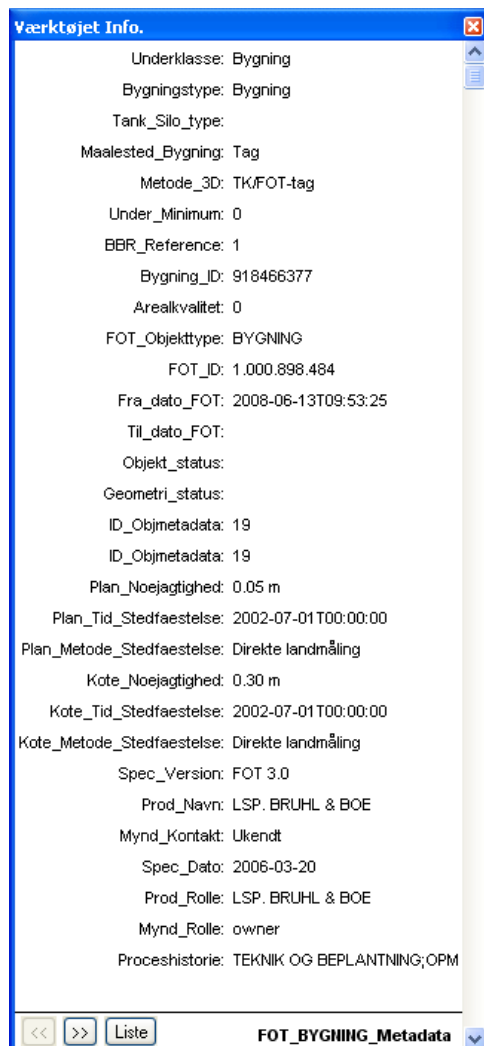 Værktøjet Info.
Underklasse: Bygning
Bygningstype: Bygning
Tank_Silo_type:
Maalested_Bygning: Tag
Metode_3D: TK/FOT-tag
Under_Minimum: 0
BBR_Reference: 1
Bygning_ID: 918466377
Arealkvalitet: 0
FOT_Objekttype: BYGNING
FOT_ID: 1.000.898.484
Fra_dato_FOT: 2008-06-13T09:53:25
Til_dato_FOT:
Objekt_status:
Geometri_status:
ID_Objmetadata: 19
ID_Objmetadata: 19
Plan_Noejagtighed: 0.05 m
Plan_Tid_Stedfaestelse: 2002-07-01T00:00:00
Plan_Metode_Stedfaestelse: Direkte landmåling
Kote_Noejagtighed: 0.30 m
Kote_Tid_Stedfaestelse: 2002-07-01T00:00:00
Kote_Metode_Stedfaestelse: Direkte landmåling
Spec_Version: FOT 3.0
Prod_Navn: LSP. BRUHL & BOE
Mynd_Kontakt: Ukendt
Spec_Dato: 2006-03-20
Prod_Rolle: LSP. BRUHL & BOE
Mynd_Rolle: owner
Proceshistorie: TEKNIK OG BEPLANTNING;OPM
<< >> Liste FOT_BYGNING_Metadata